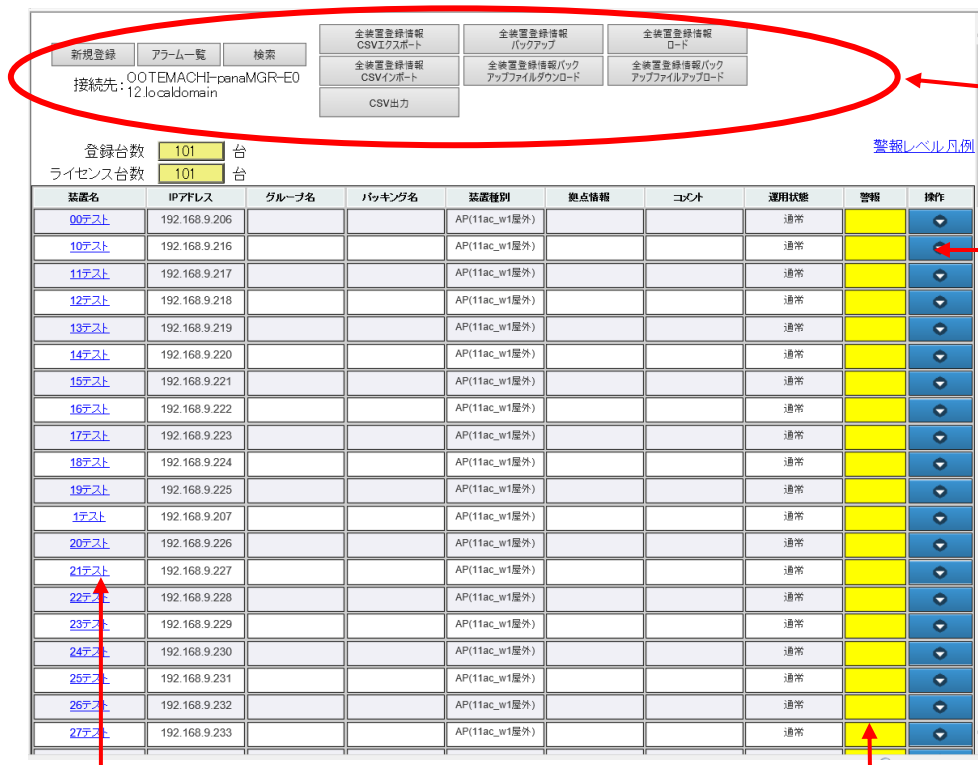 新規登録 アラーム一覧 検索
接続先: OOTEMACHI-panaMGR-E0
12.localdomain
全装置登録情報
CSVエクスポート
全装置登録情報
バックアップ
全装置登録情報
ロード
全装置登録情報
CSVインポート
全装置登録情報バック
アップファイルダウンロード
全装置登録情報バック
アップファイルアップロード
CSV出力
登録台数 101 台
ライセンス台数 101 台
警報レベル凡例
装置名 IPアドレス グループ名 パッキング名 装置種別 拠点情報 コメント 運用状態 警報 操作
00テスト 192.168.9.206 AP(11ac_w1屋外) 通常
10テスト 192.168.9.216 AP(11ac_w1屋外) 通常
11テスト 192.168.9.217 AP(11ac_w1屋外) 通常
12テスト 192.168.9.218 AP(11ac_w1屋外) 通常
13テスト 192.168.9.219 AP(11ac_w1屋外) 通常
14テスト 192.168.9.220 AP(11ac_w1屋外) 通常
15テスト 192.168.9.221 AP(11ac_w1屋外) 通常
16テスト 192.168.9.222 AP(11ac_w1屋外) 通常
17テスト 192.168.9.223 AP(11ac_w1屋外) 通常
18テスト 192.168.9.224 AP(11ac_w1屋外) 通常
19テスト 192.168.9.225 AP(11ac_w1屋外) 通常
1テスト 192.168.9.207 AP(11ac_w1屋外) 通常
20テスト 192.168.9.226 AP(11ac_w1屋外) 通常
21テスト 192.168.9.227 AP(11ac_w1屋外) 通常
22テスト 192.168.9.228 AP(11ac_w1屋外) 通常
23テスト 192.168.9.229 AP(11ac_w1屋外) 通常
24テスト 192.168.9.230 AP(11ac_w1屋外) 通常
25テスト 192.168.9.231 AP(11ac_w1屋外) 通常
26テスト 192.168.9.232 AP(11ac_w1屋外) 通常
27テスト 192.168.9.233 AP(11ac_w1屋外) 通常